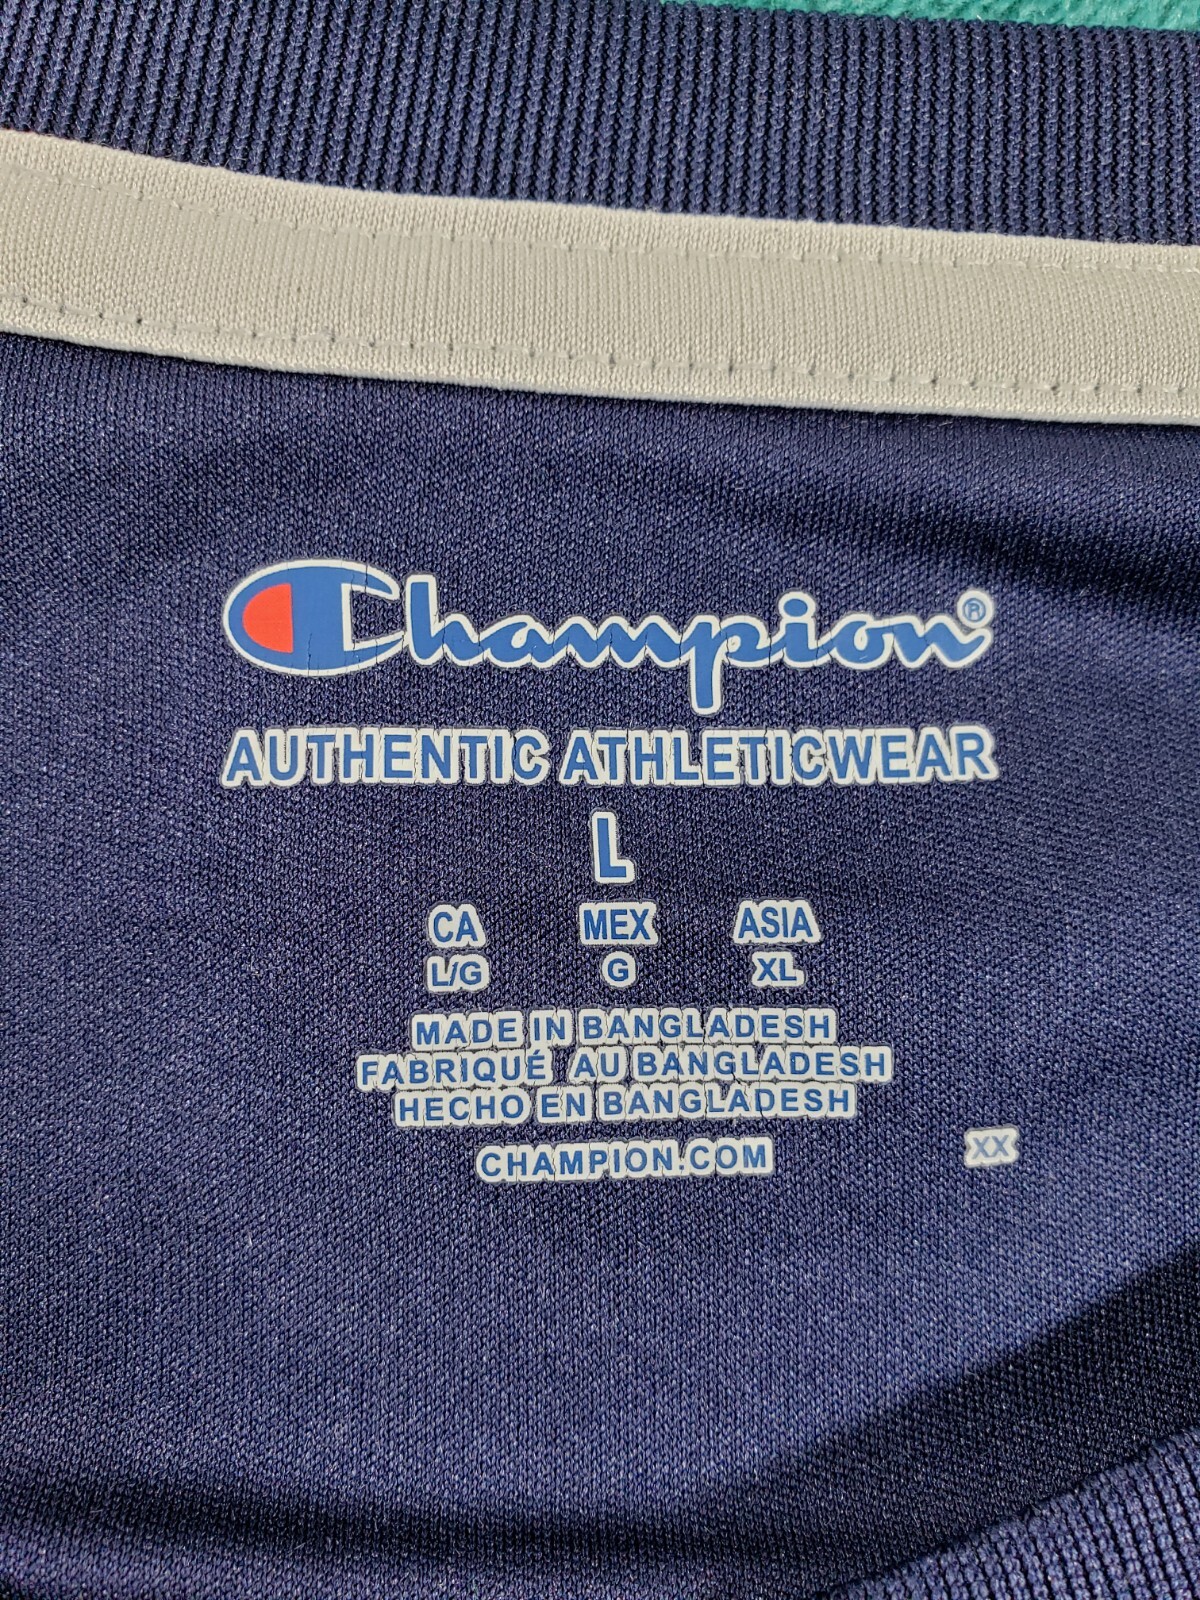 Champion®
AUTHENTIC ATHLETICWEAR
L
CA MEX ASIA
L/G G XL
MADE IN BANGLADESH
FABRIQUÉ AU BANGLADESH
HECHO EN BANGLADESH
CHAMPION.COM
XX